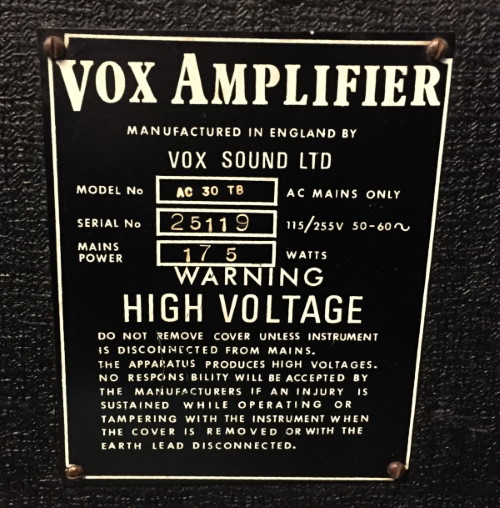 VOX AMPLIFIER
MANUFACTURED IN ENGLAND BY
VOX SOUND LTD
MODEL No AC 30 TB AC MAINS ONLY
SERIAL No 25119 115/255V 50-60~
MAINS POWER 175 WATTS
WARNING
HIGH VOLTAGE
DO NOT REMOVE COVER UNLESS INSTRUMENT
IS DISCONNECTED FROM MAINS.
THE APPARATUS PRODUCES HIGH VOLTAGES.
NO RESPONS BILITY WILL BE ACCEPTED BY
THE MANUFACTURERS IF AN INJURY IS
SUSTAINED WHILE OPERATING OR
TAMPERING WITH THE INSTRUMENT WHEN
THE COVER IS REMOVED OR WITH THE
EARTH LEAD DISCONNECTED.